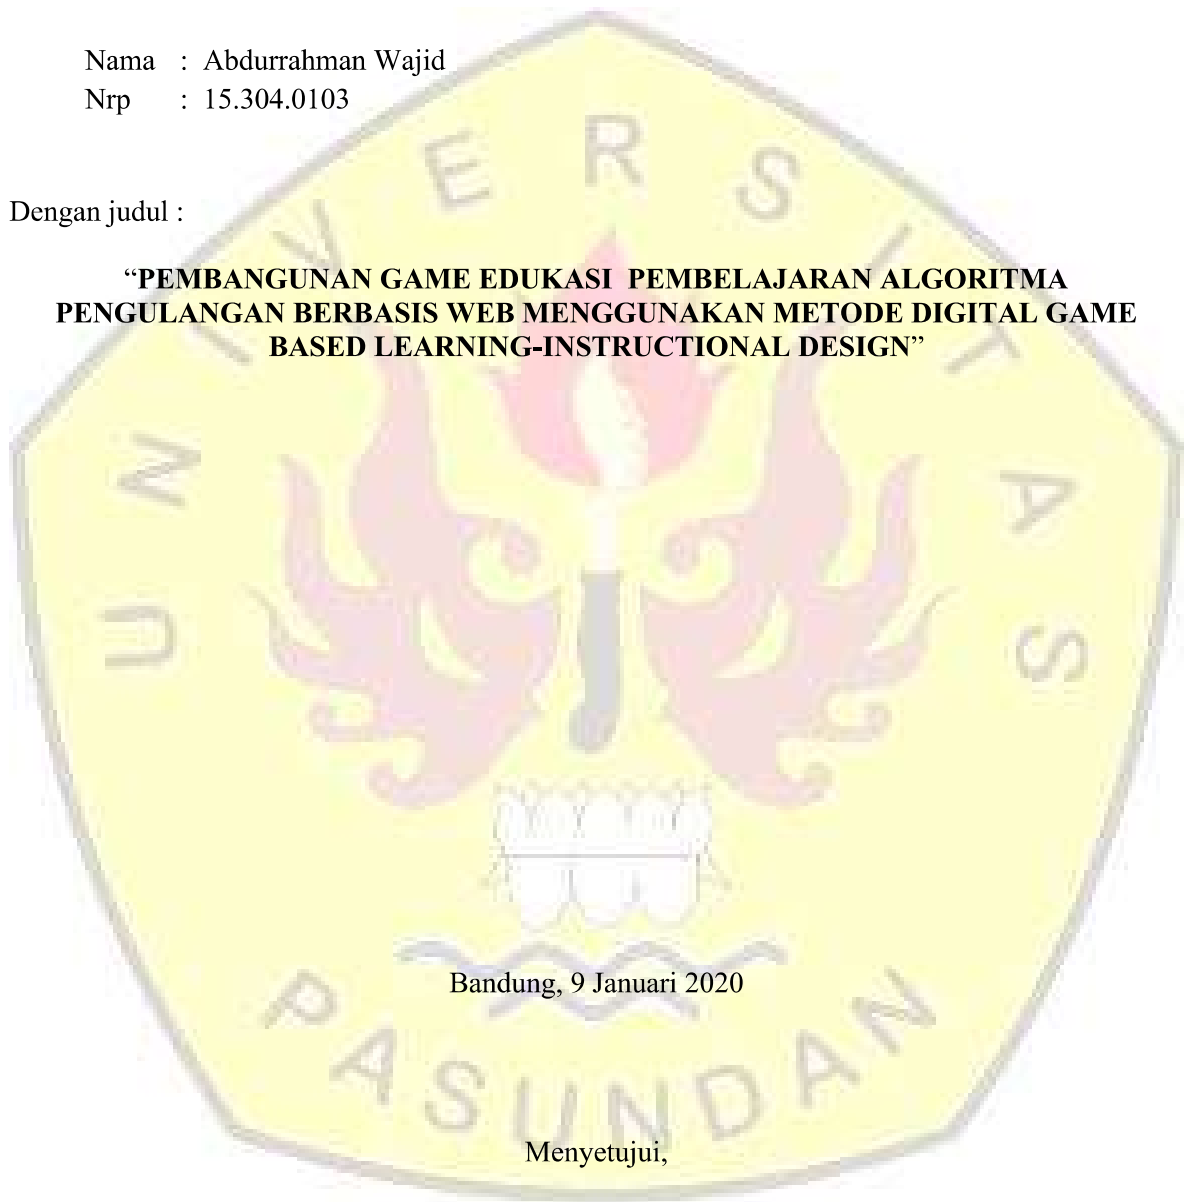 Nama : Abdurrahman Wajid
Nrp : 15.304.0103
Dengan judul :
“PEMBANGUNAN GAME EDUKASI PEMBELAJARAN ALGORITMA
PENGULANGAN BERBASIS WEB MENGGUNAKAN METODE DIGITAL GAME
BASED LEARNING-INSTRUCTIONAL DESIGN”
Bandung, 9 Januari 2020
Menyetujui,
UNIVERSITAS
PASUNDAN